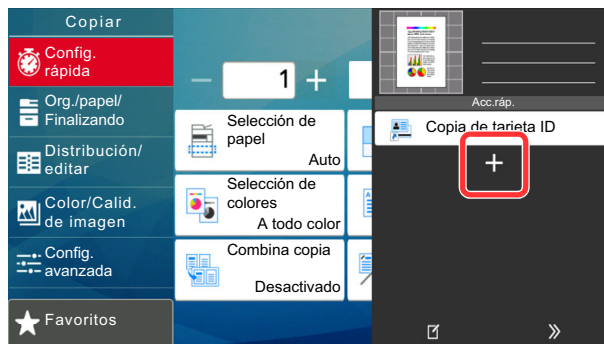 Copiar
Config.
rápida
Org./papel/
Finalizando
Distribución/
editar
Color/Calid.
de imagen
Config.
avanzada
Favoritos
1
Selección de
papel
Auto
Selección de
colores
A todo color
Combina copia
Desactivado
Acc.ráp.
Copia de tarjeta ID